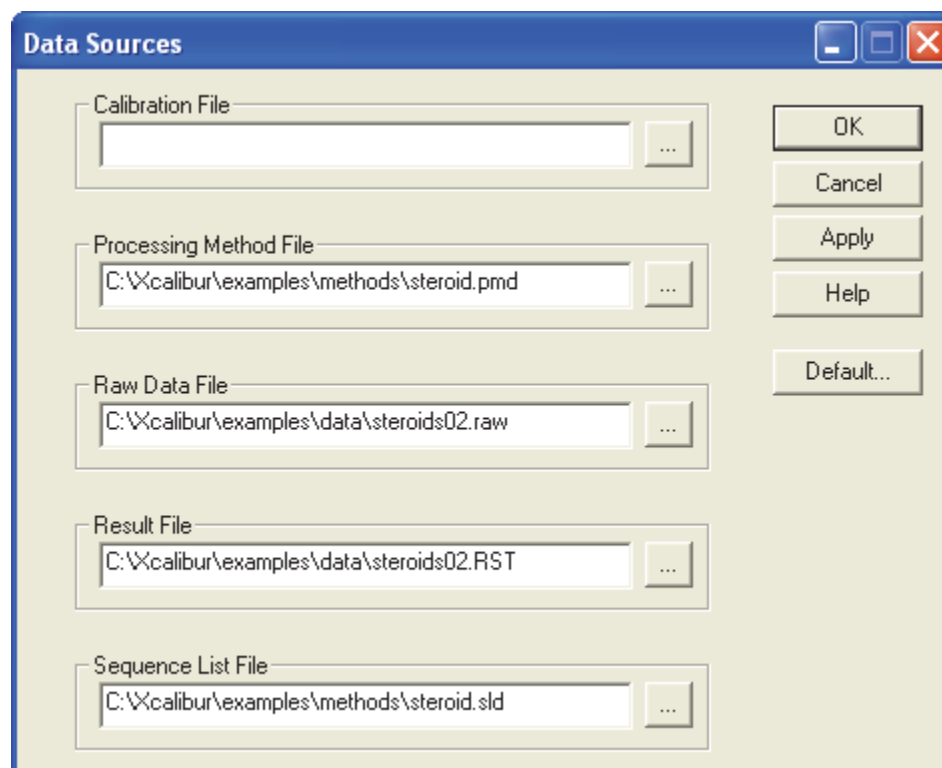 Data Sources
Calibration File
...
OK
Cancel
Processing Method File
C:\Xcalibur\examples\methods\steroid.pmd
...
Apply
Help
Raw Data File
C:\Xcalibur\examples\data\steroids02.raw
...
Default...
Result File
C:\Xcalibur\examples\data\steroids02.RST
...
Sequence List File
C:\Xcalibur\examples\methods\steroid.sld
...